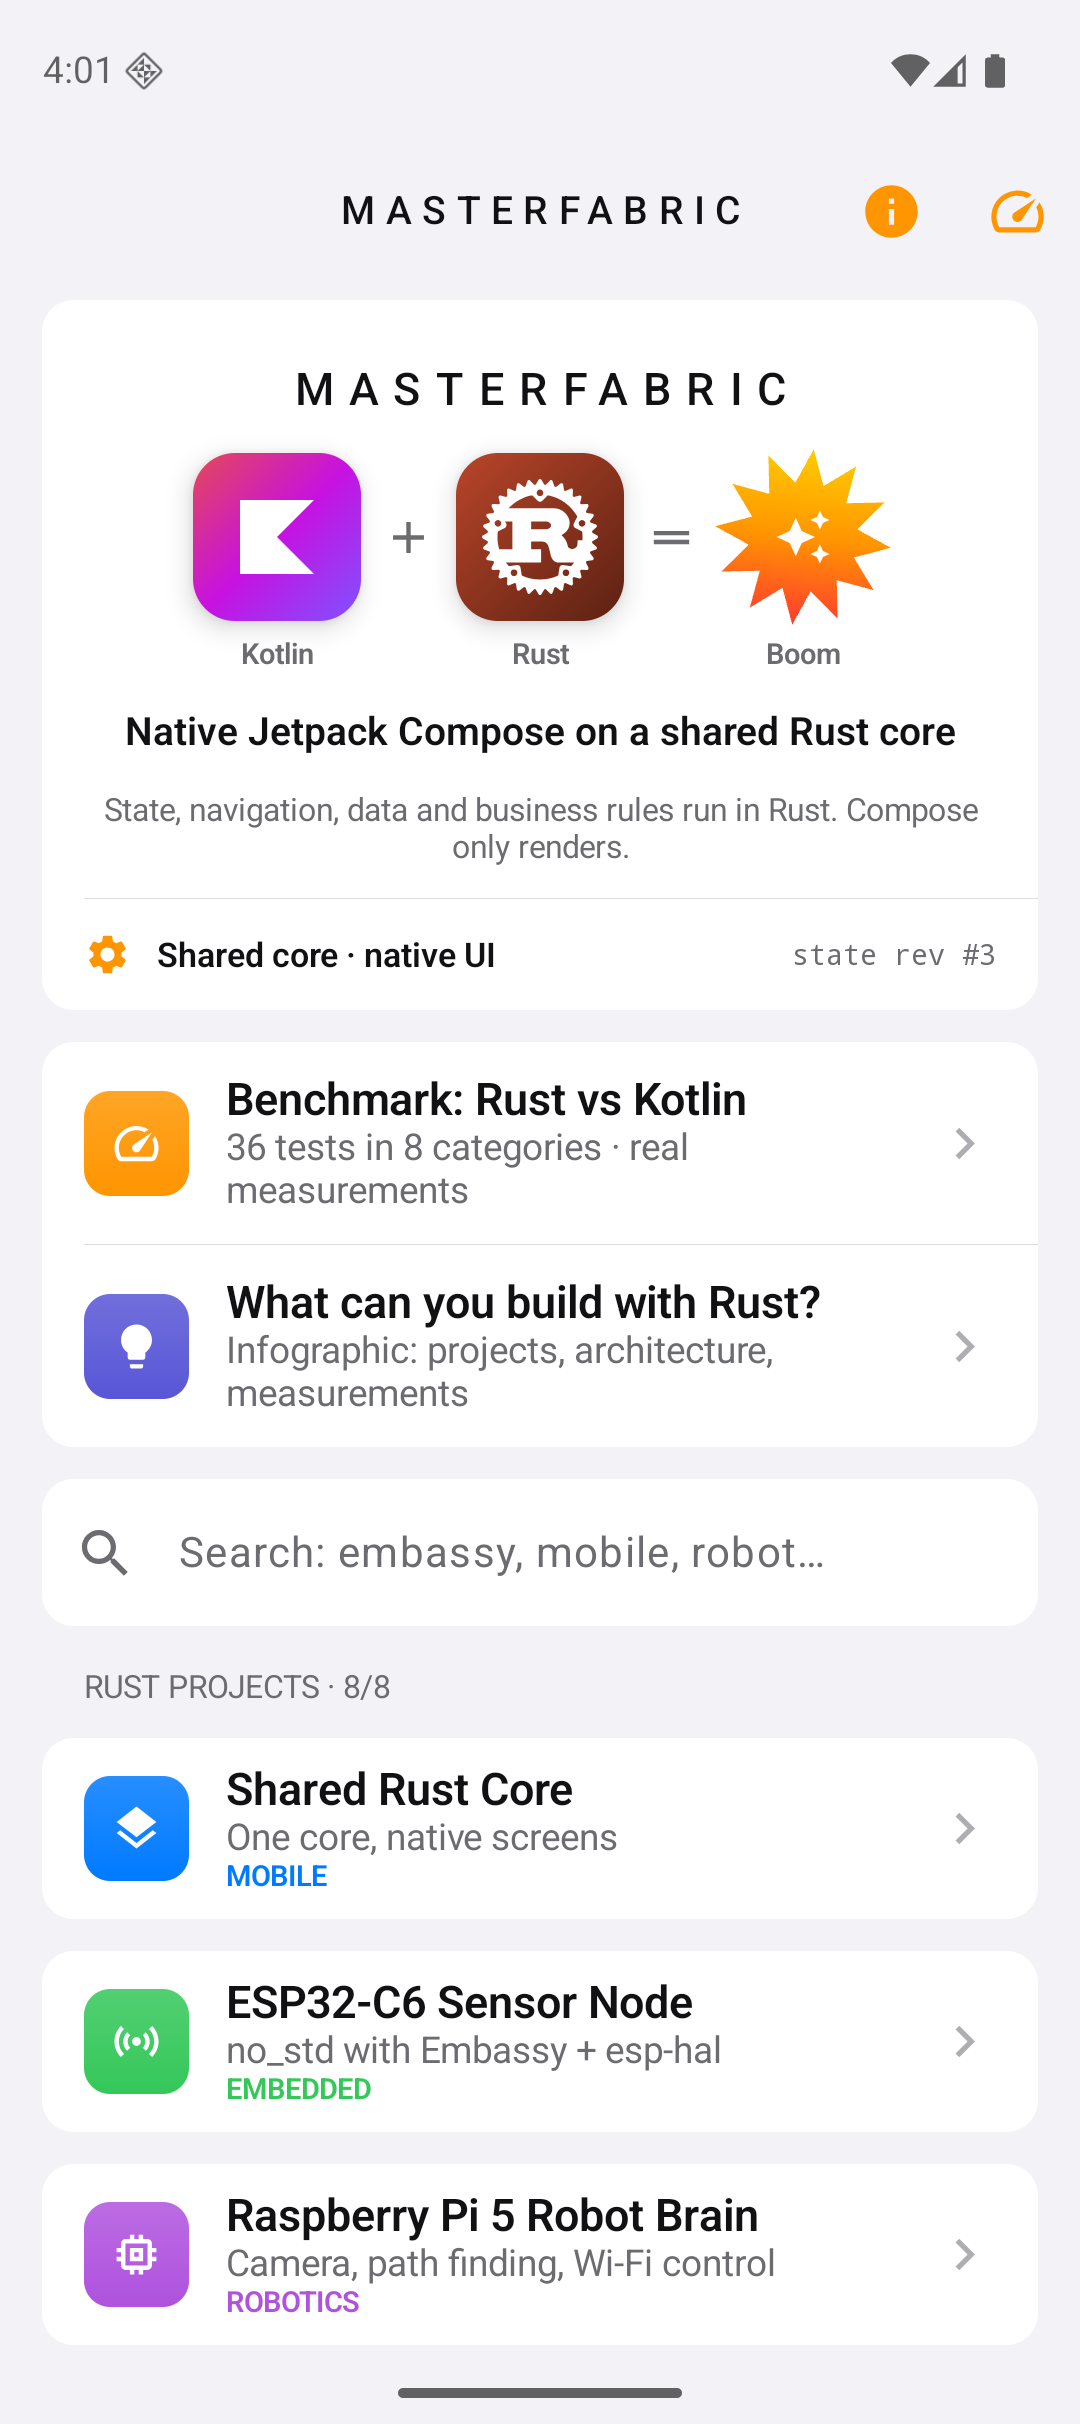 4:01
MASTERFABRIC
MASTERFABRIC
+
=
Kotlin
Rust
Boom
Native Jetpack Compose on a shared Rust core
State, navigation, data and business rules run in Rust. Compose
only renders.
Shared core · native UI
state rev #3
Benchmark: Rust vs Kotlin
36 tests in 8 categories · real
measurements
What can you build with Rust?
Infographic: projects, architecture,
measurements
Search: embassy, mobile, robot…
RUST PROJECTS · 8/8
Shared Rust Core
One core, native screens
MOBILE
ESP32-C6 Sensor Node
no_std with Embassy + esp-hal
EMBEDDED
Raspberry Pi 5 Robot Brain
Camera, path finding, Wi-Fi control
ROBOTICS